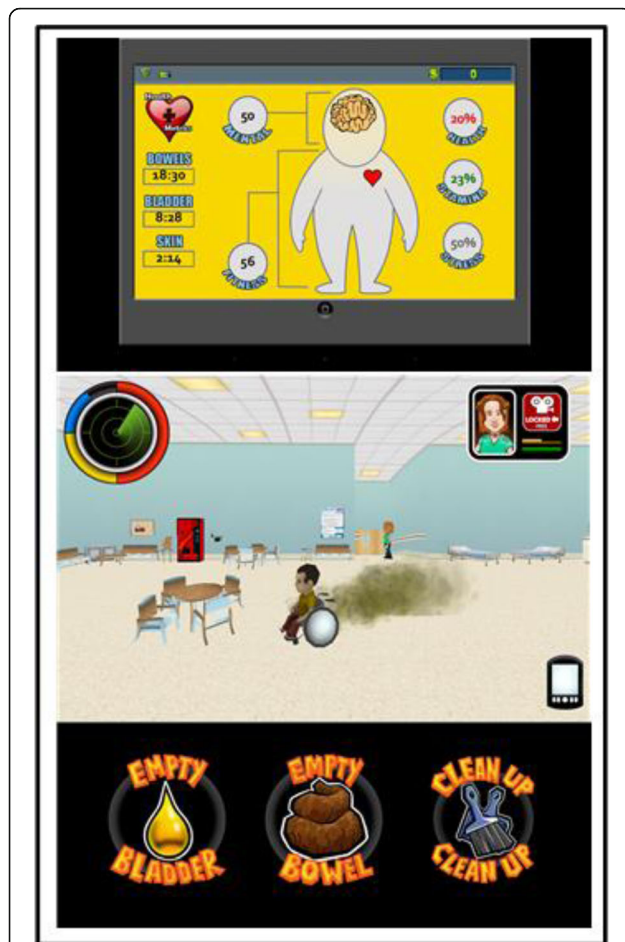 $ 0
Health
Metrics
BOWELS
18:30
BLADDER
8:28
SKIN
2:14
50
MENTAL
56
FITNESS
20%
HEALTH
23%
STAMINA
50%
STRESS
LOCKED
EMPTY
BLADDER
EMPTY
BOWEL
CLEAN UP
CLEAN UP